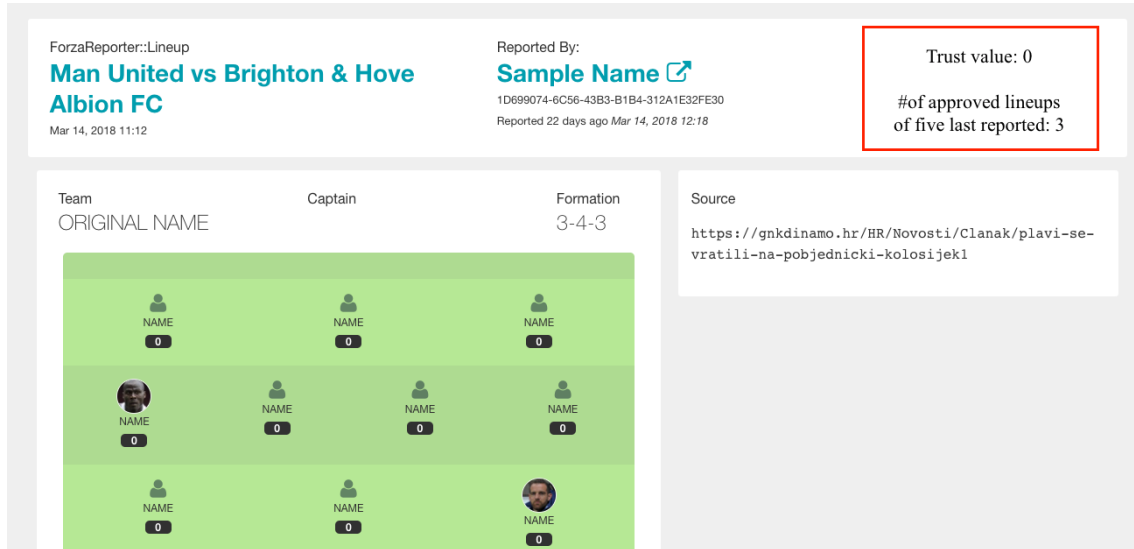 ForzaReporter::Lineup
Man United vs Brighton & Hove
Albion FC
Mar 14, 2018 11:12
Reported By:
Sample Name
1D699074-6C56-43B3-B1B4-312A1E32FE30
Reported 22 days ago Mar 14, 2018 12:18
Trust value: 0
#of approved lineups
of five last reported: 3
Team
ORIGINAL NAME
Captain
Formation
3-4-3
NAME NAME NAME
0 0 0
NAME NAME NAME NAME
0 0 0 0
NAME NAME NAME
0 0 0
Source
https://gnkdinamo.hr/HR/Novosti/Clanak/plavi-se-
vratili-na-pobjednicki-kolosijek1